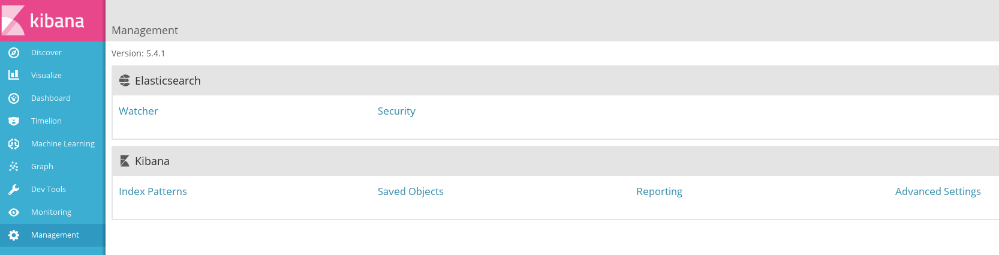 kibana
Discover
Visualize
Dashboard
Timelion
Machine Learning
Graph
Dev Tools
Monitoring
Management
Management
Version: 5.4.1
Elasticsearch
Watcher Security
Kibana
Index Patterns Saved Objects Reporting Advanced Settings